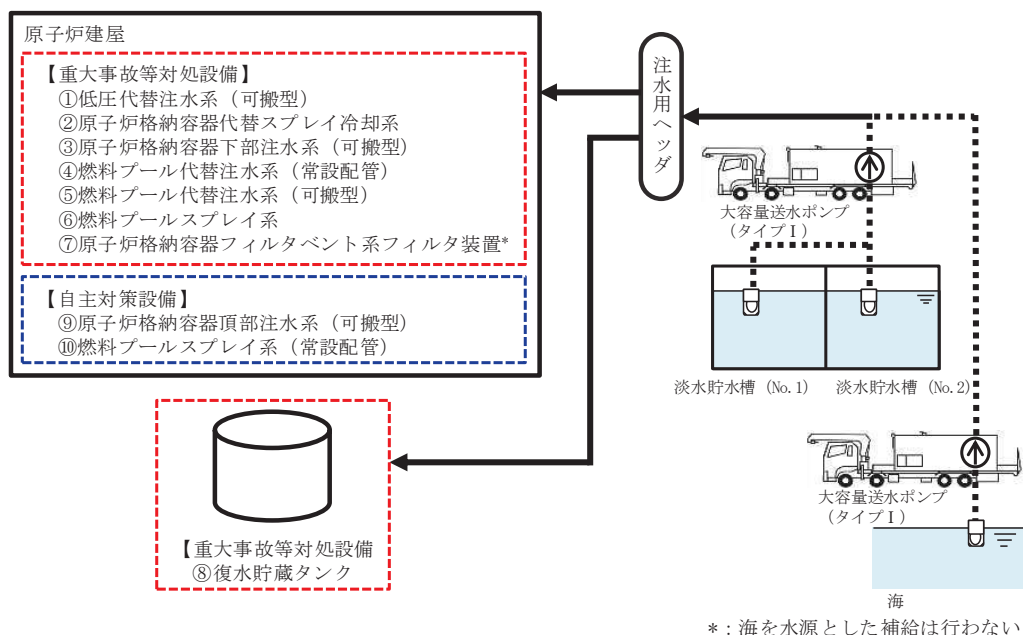 原子炉建屋
【重大事故等対処設備】
①低圧代替注水系（可搬型）
②原子炉格納容器代替スプレイ冷却系
③原子炉格納容器下部注水系（可搬型）
④燃料プール代替注水系（常設配管）
⑤燃料プール代替注水系（可搬型）
⑥燃料プールスプレイ系
⑦原子炉格納容器フィルタベント系フィルタ装置*
【自主対策設備】
⑨原子炉格納容器頂部注水系（可搬型）
⑩燃料プールスプレイ系（常設配管）
【重大事故等対処設備
⑧復水貯蔵タンク
注水用ヘッダ
大容量送水ポンプ
（タイプⅠ）
淡水貯水槽（No.1）
淡水貯水槽（No.2）
大容量送水ポンプ
（タイプⅠ）
海
*：海を水源とした補給は行わない